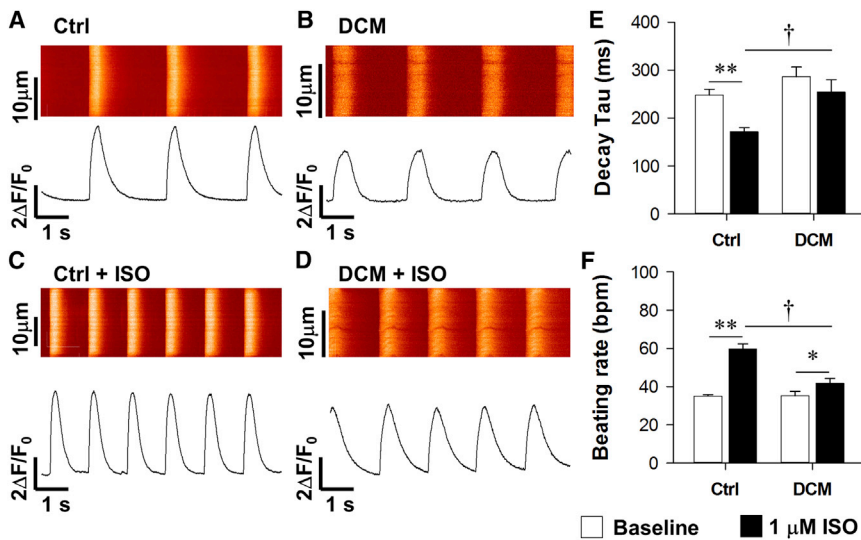 A Ctrl
10μm
2ΔF/F0
1 s
B DCM
10μm
2ΔF/F0
1 s
C Ctrl + ISO
10μm
2ΔF/F0
1 s
D DCM + ISO
10μm
2ΔF/F0
1 s
E
Decay Tau (ms)
400
300
200
100
0
**
†
Ctrl DCM
F
Beating rate (bpm)
100
80
60
40
20
0
**
†
*
Ctrl DCM
Baseline 1 μM ISO